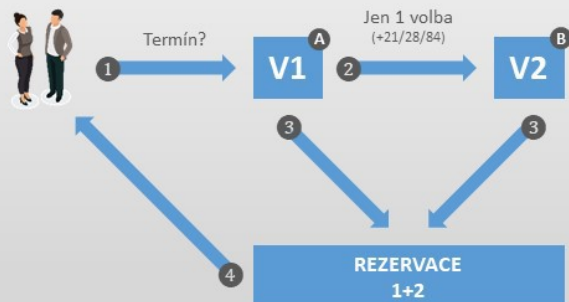 Termín?
Jen 1 volba
(+21/28/84)
1
V1
A
2
V2
B
3
3
4
REZERVACE
1+2